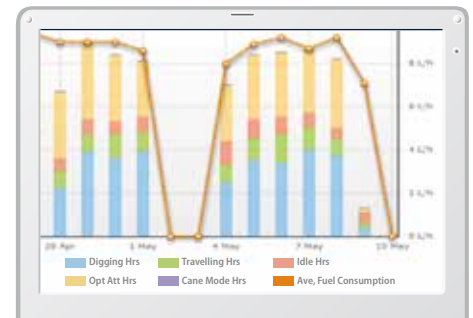 8 L/h
6 L/h
4 L/h
2 L/h
0 L/h
28 Apr 1 May 4 May 7 May 10 May
Digging Hrs Travelling Hrs Idle Hrs
Opt Att Hrs Cane Mode Hrs Ave, Fuel Consumption